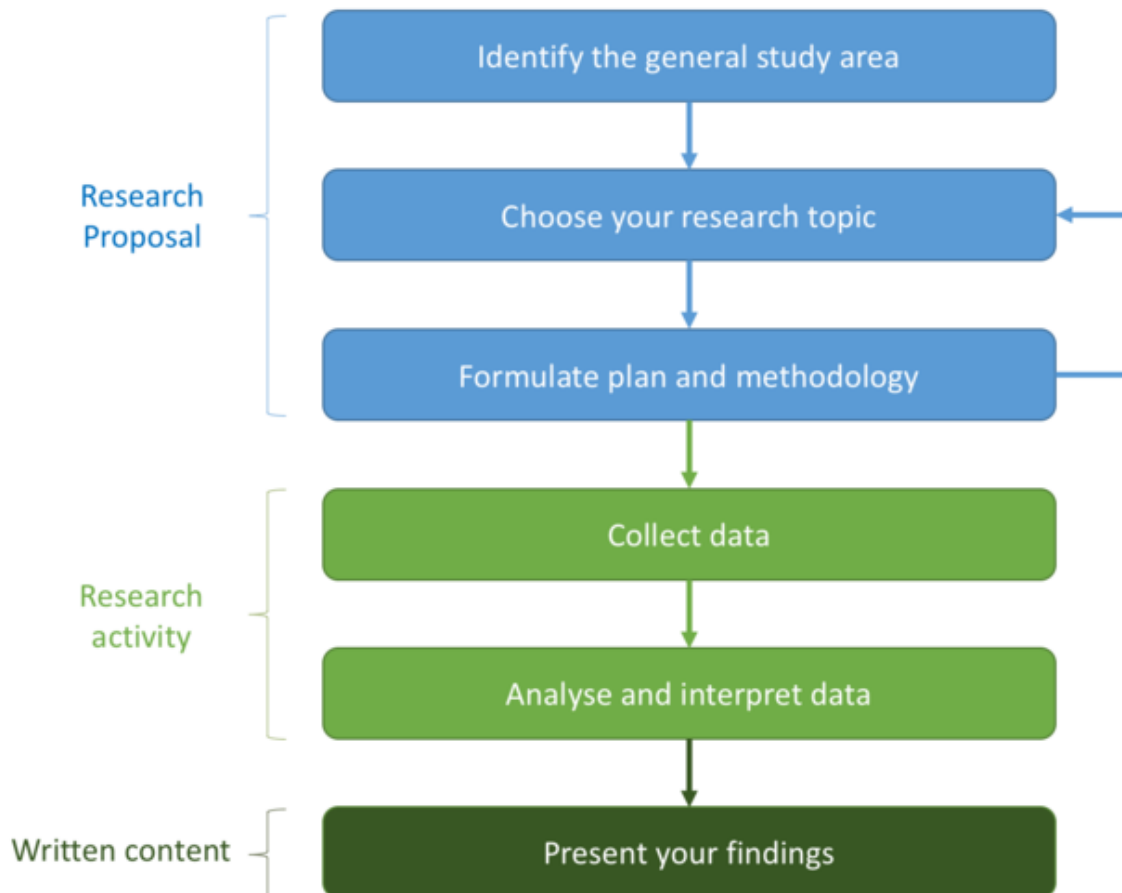 Identify the general study area
Research
Proposal
Choose your research topic
Formulate plan and methodology
Collect data
Research
activity
Analyse and interpret data
Written content
Present your findings